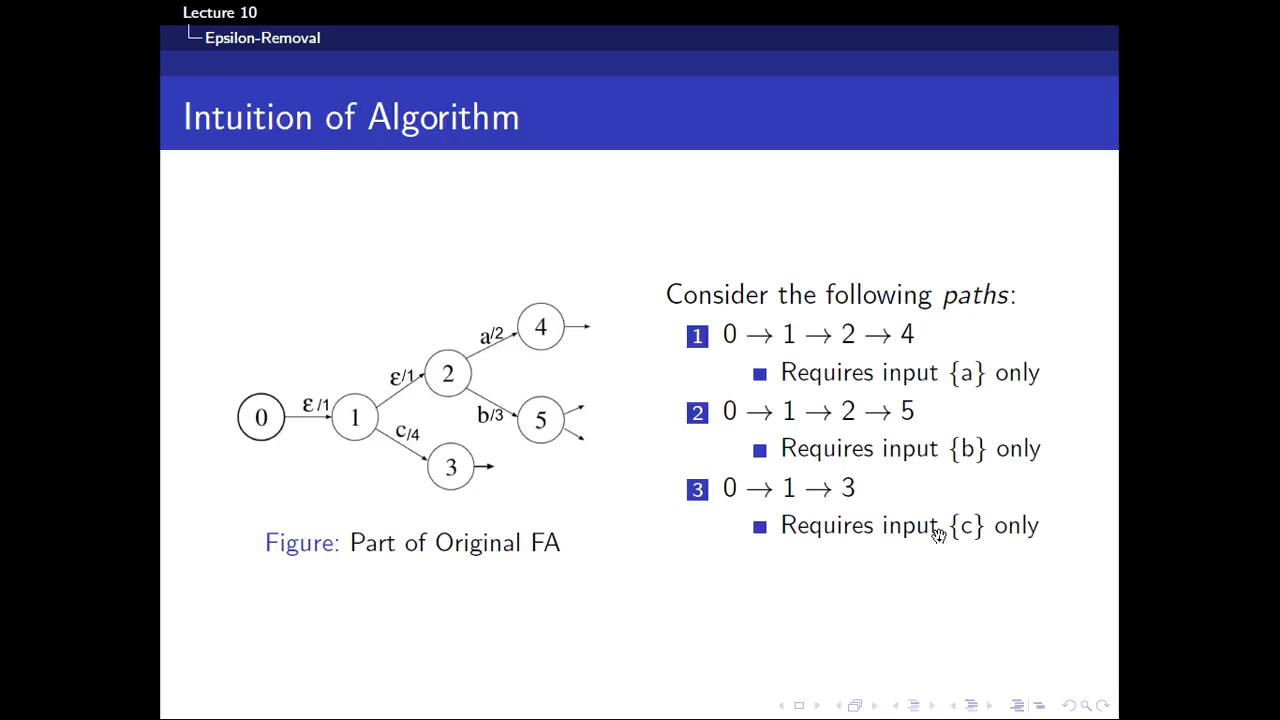 Lecture 10
Epsilon-Removal
Intuition of Algorithm
Consider the following paths:
1 0 → 1 → 2 → 4
Requires input {a} only
2 0 → 1 → 2 → 5
Requires input {b} only
3 0 → 1 → 3
Requires input {c} only
0
ε/1
1
ε/1
2
a/2
4
b/3
5
c/4
3
Figure: Part of Original FA